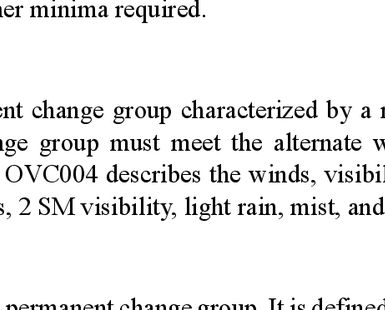 her minima required.
ent change group characterized by a
nge group must meet the alternate
OVC004 describes the winds,
s, 2 SM visibility, light rain, mist, and
permanent change group. It is defined